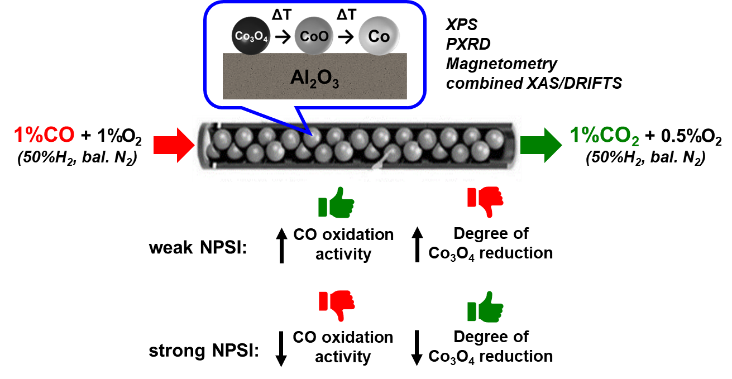 ΔT ΔT
Co₃O₄ → CoO → Co
Al₂O₃
XPS
PXRD
Magnetometry
combined XAS/DRIFTS
1%CO + 1%O₂
(50%H₂, bal. N₂)
1%CO₂ + 0.5%O₂
(50%H₂, bal. N₂)
weak NPSI:
CO oxidation
activity
Degree of
Co₃O₄ reduction
strong NPSI:
CO oxidation
activity
Degree of
Co₃O₄ reduction